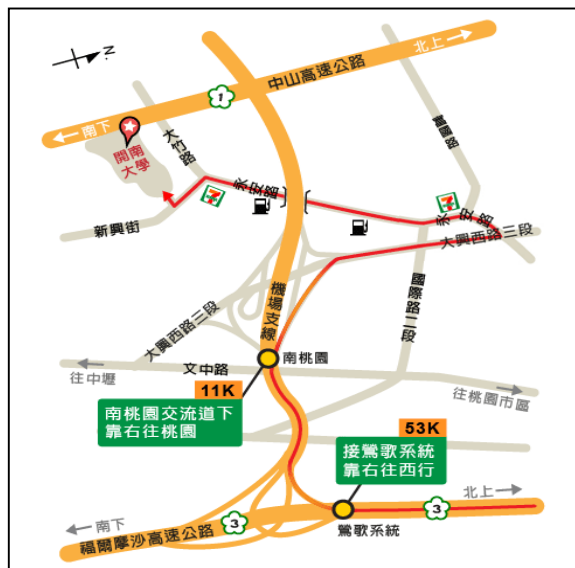 N.
北上
中山高速公路
1
南下
開南
大學
大竹路
富國路
永安路
7
7
永安路
新興街
大興西路三段
機場支線
國際路二段
大興西路三段
南桃園
文中路
往中壢
往桃園市區
11K
南桃園交流道下
靠右往桃園
53K
接鶯歌系統
靠右往西行
北上
3
南下
3
鶯歌系統
福爾摩沙高速公路